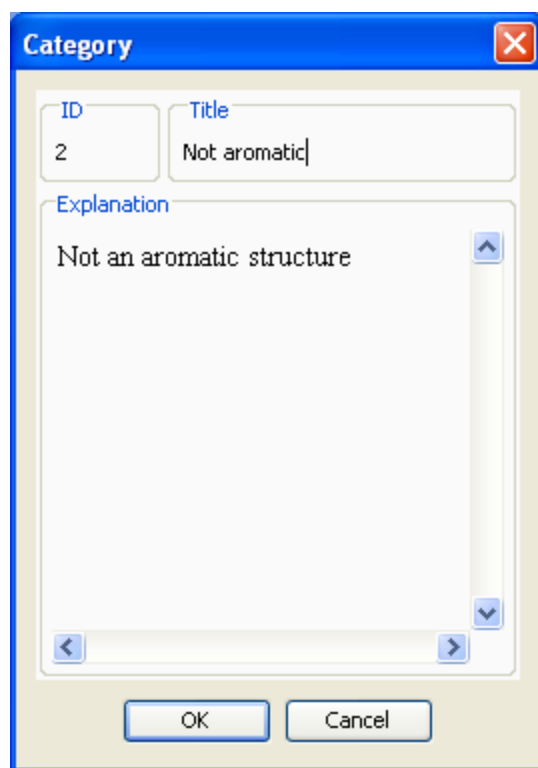 Category
ID Title
2 Not aromatic
Explanation
Not an aromatic structure
OK Cancel